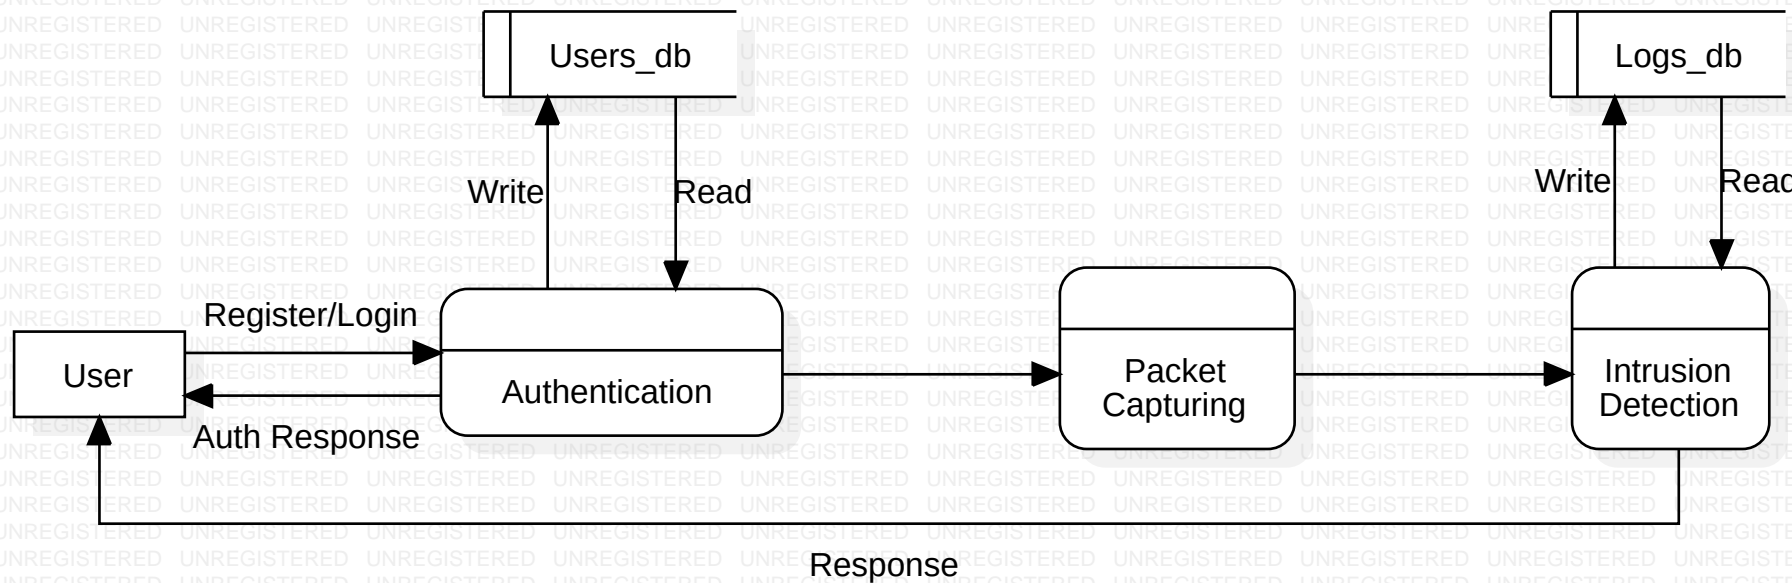 Users_db
Logs_db
Write
Read
Write
Read
Register/Login
User
Authentication
Auth Response
Packet
Capturing
Intrusion
Detection
Response
UNREGISTERED